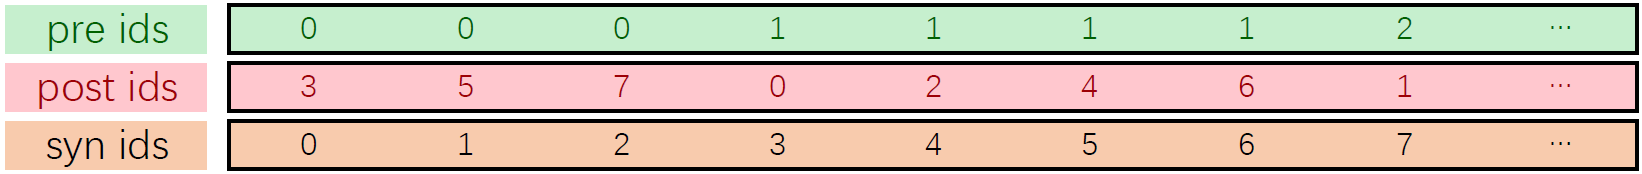 pre ids 0 0 0 1 1 1 1 2 ...
post ids 3 5 7 0 2 4 6 1 ...
syn ids 0 1 2 3 4 5 6 7 ...